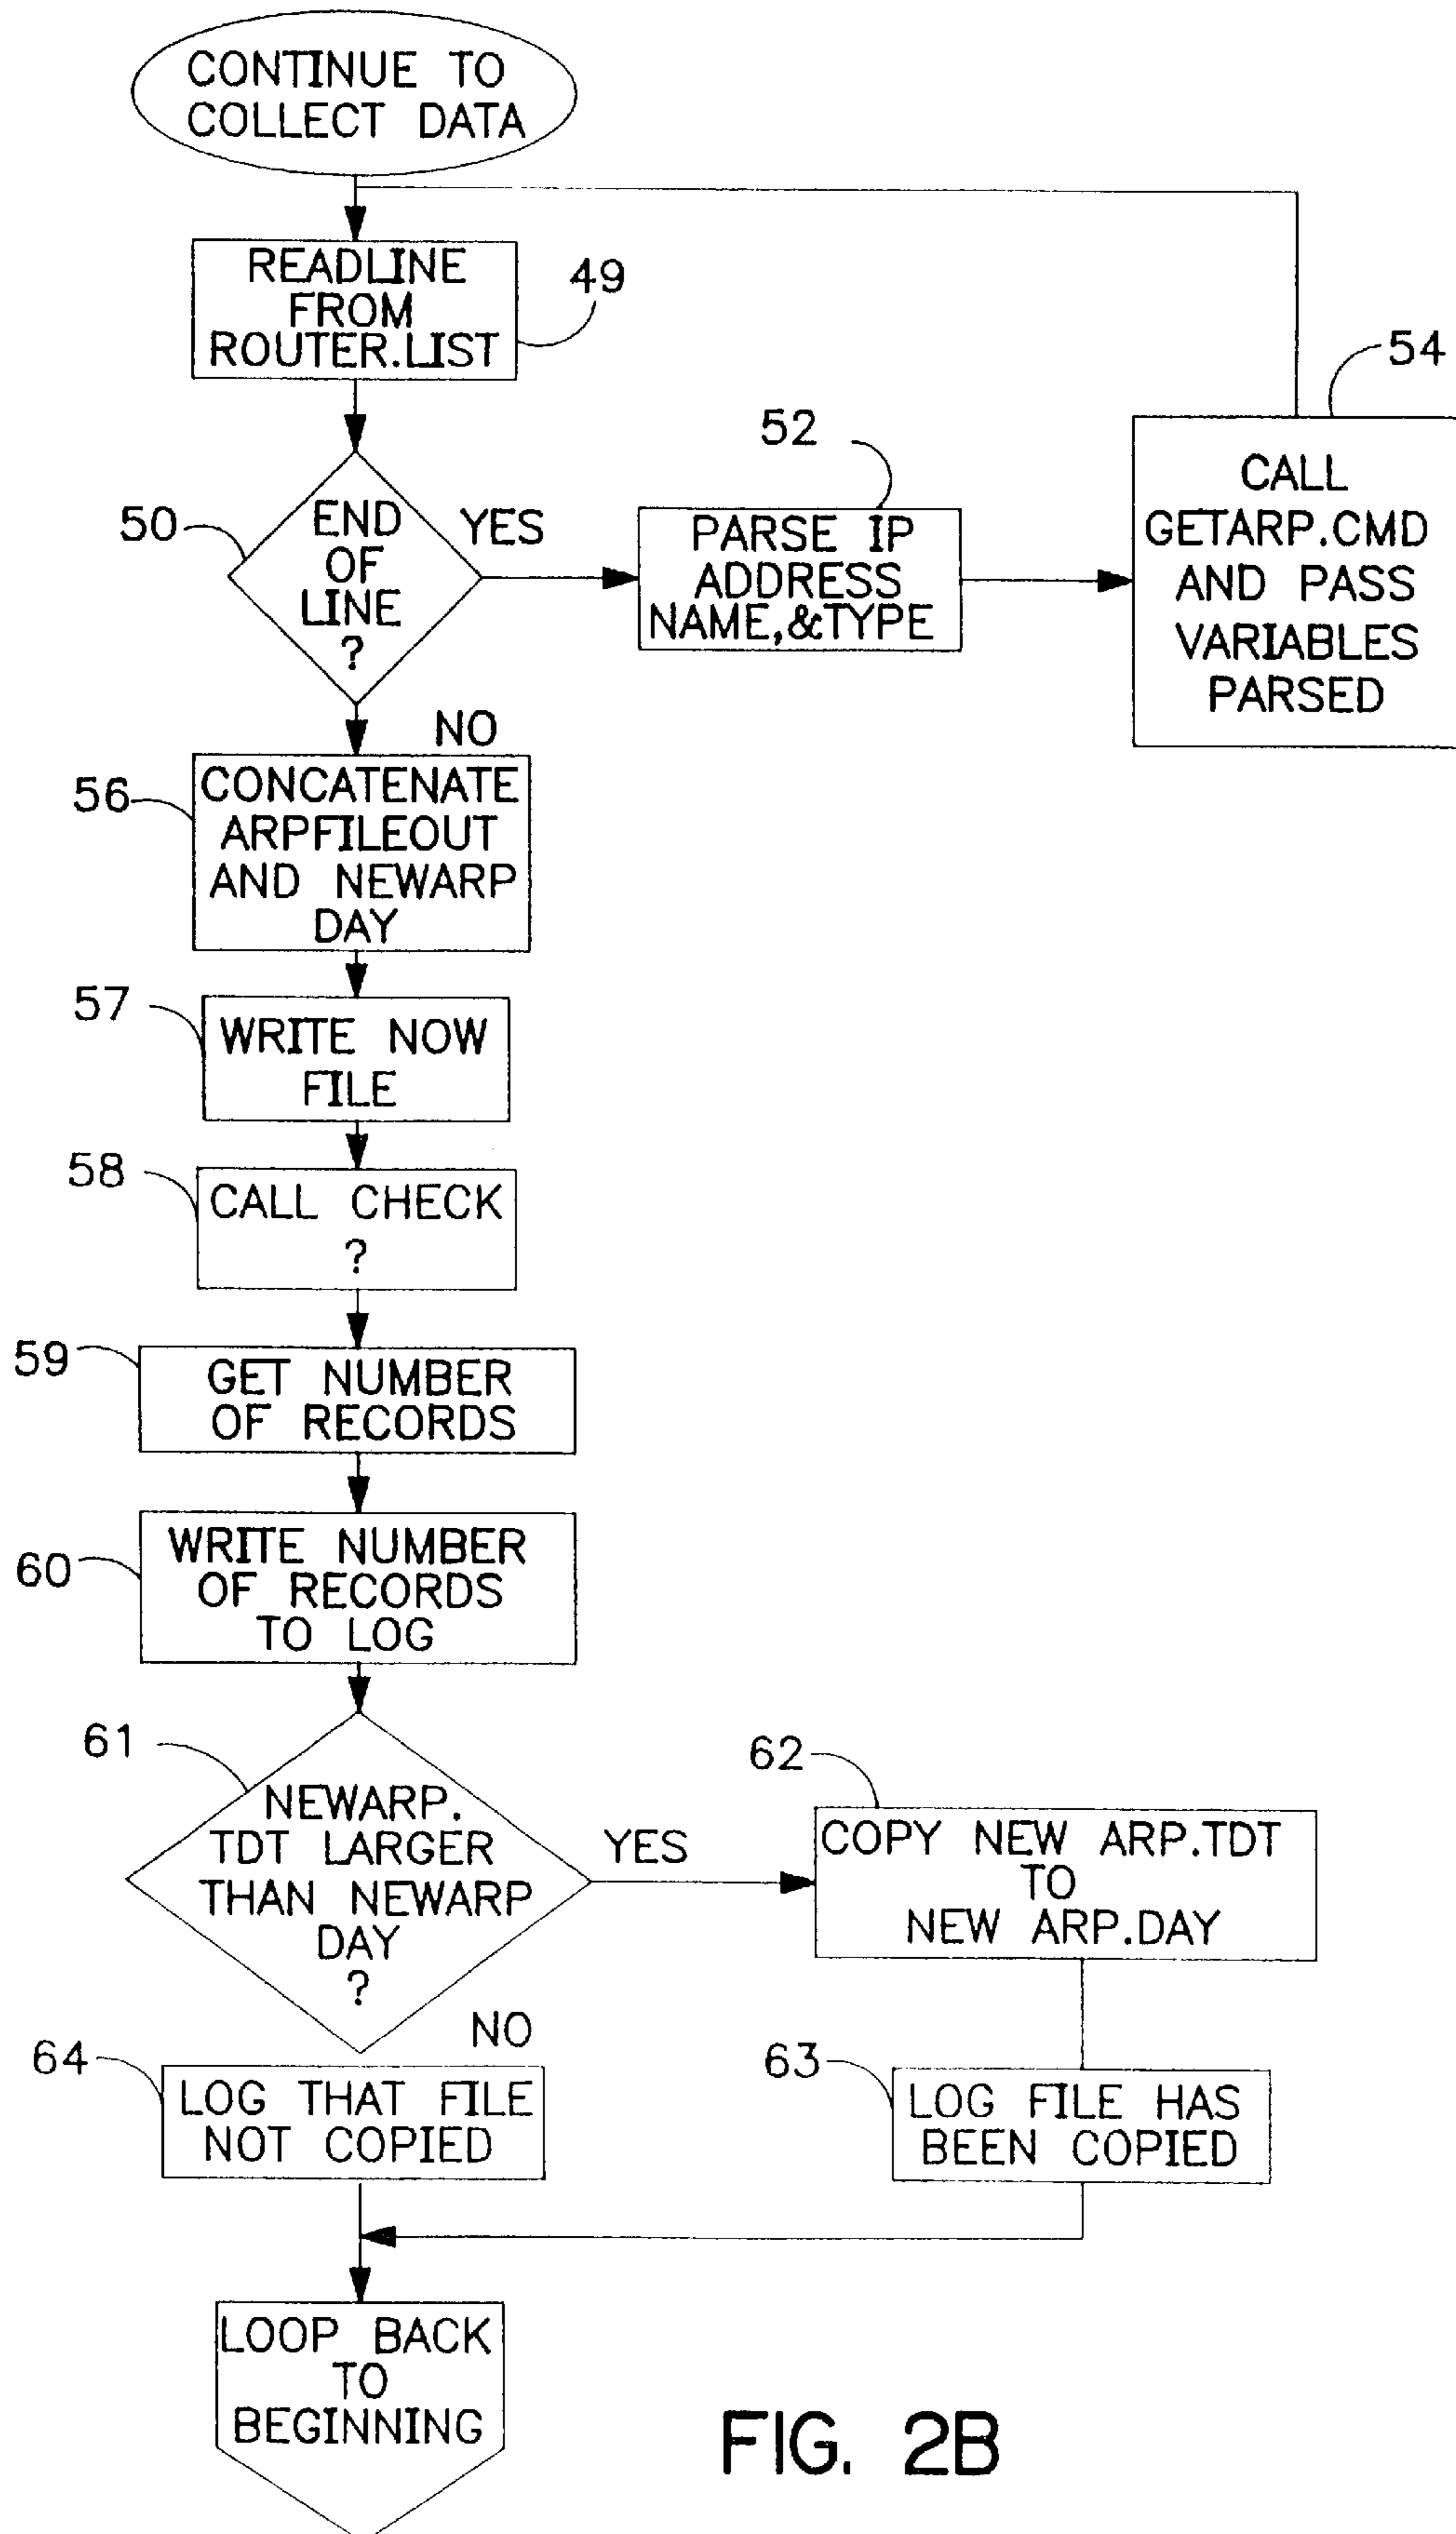 CONTINUE TO
COLLECT DATA
READLINE
FROM
ROUTER.LIST
49
50
END
OF
LINE
?
YES
52
PARSE IP
ADDRESS
NAME,&TYPE
54
CALL
GETARP.CMD
AND PASS
VARIABLES
PARSED
NO
56
CONCATENATE
ARPFILEOUT
AND NEWARP
DAY
57
WRITE NOW
FILE
58
CALL CHECK
?
59
GET NUMBER
OF RECORDS
60
WRITE NUMBER
OF RECORDS
TO LOG
61
NEWARP.
TDT LARGER
THAN NEWARP
DAY
?
YES
62
COPY NEW ARP.TDT
TO
NEW ARP.DAY
NO
64
LOG THAT FILE
NOT COPIED
63
LOG FILE HAS
BEEN COPIED
LOOP BACK
TO
BEGINNING
FIG. 2B